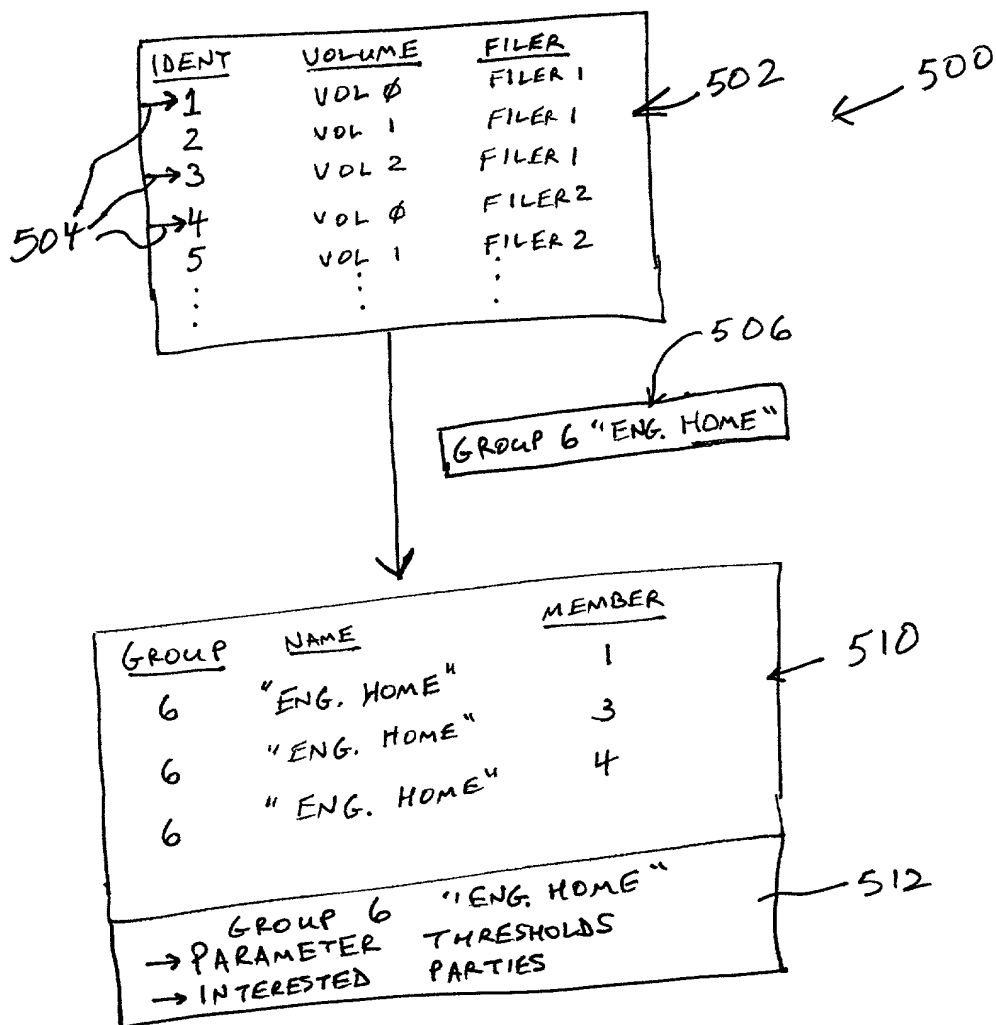 IDENT VOLUME FILER
→1 VOL Ø FILER 1
2 VOL 1 FILER 1
→3 VOL 2 FILER 1
→4 VOL Ø FILER 2
5 VOL 1 FILER 2
502
500
504
506
GROUP 6 "ENG. HOME"
GROUP NAME MEMBER
6 "ENG. HOME" 1
6 "ENG. HOME" 3
6 "ENG. HOME" 4
510
GROUP 6 "ENG. HOME"
→ PARAMETER THRESHOLDS
→ INTERESTED PARTIES
512